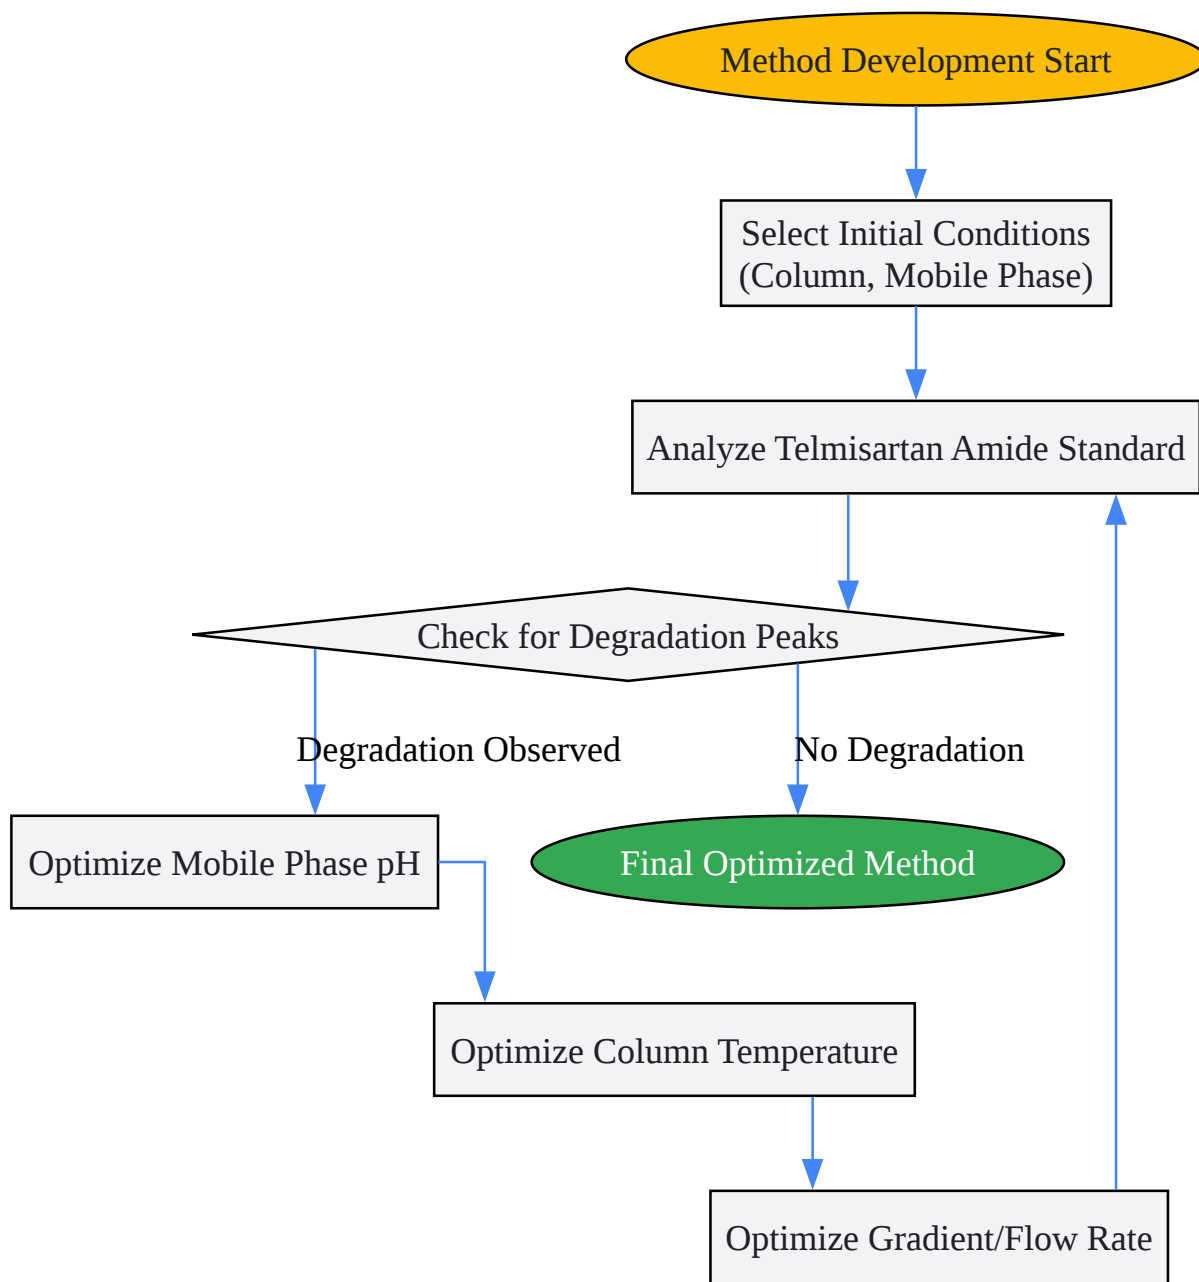 Method Development Start
Select Initial Conditions
(Column, Mobile Phase)
Analyze Telmisartan Amide Standard
Check for Degradation Peaks
Degradation Observed
No Degradation
Optimize Mobile Phase pH
Final Optimized Method
Optimize Column Temperature
Optimize Gradient/Flow Rate